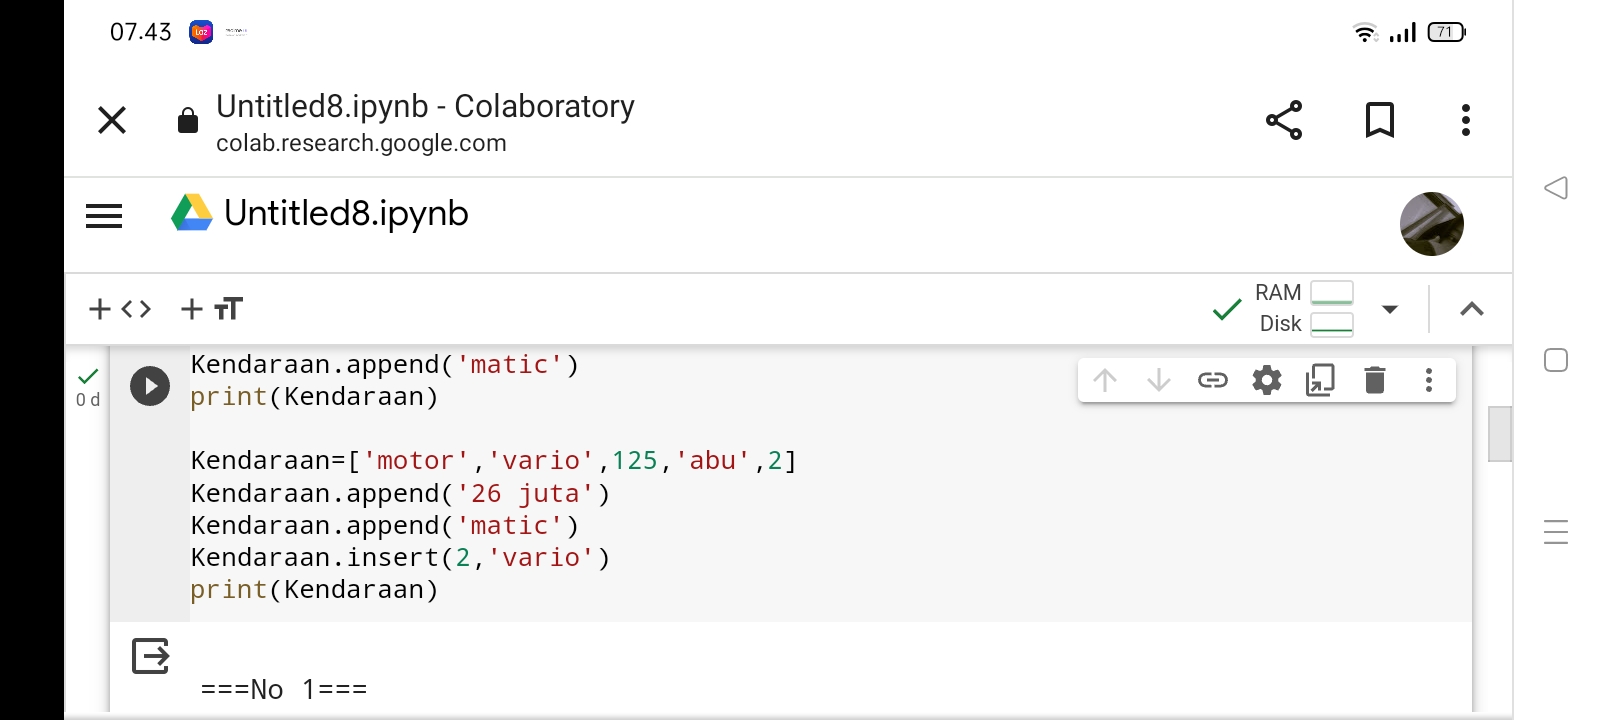 07.43
71
Untitled8.ipynb - Colaboratory
colab.research.google.com
Untitled8.ipynb
RAM
Disk
0 d
Kendaraan.append('matic')
print(Kendaraan)
Kendaraan=['motor','vario',125,'abu',2]
Kendaraan.append('26 juta')
Kendaraan.append('matic')
Kendaraan.insert(2,'vario')
print(Kendaraan)
===No 1===